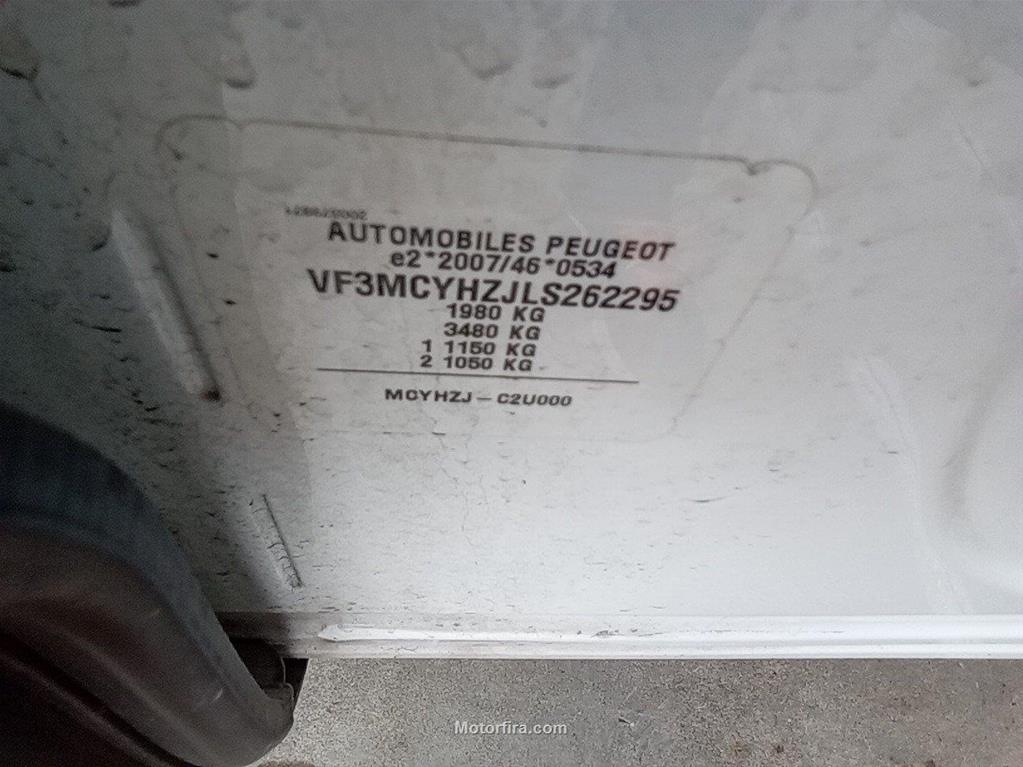 AUTOMOBILES PEUGEOT
e2*2007/46*0534
VF3MCYHZJLS262295
1980 KG
3480 KG
1 1150 KG
2 1050 KG
MCYHZJ - C2U000
Motorfira.com